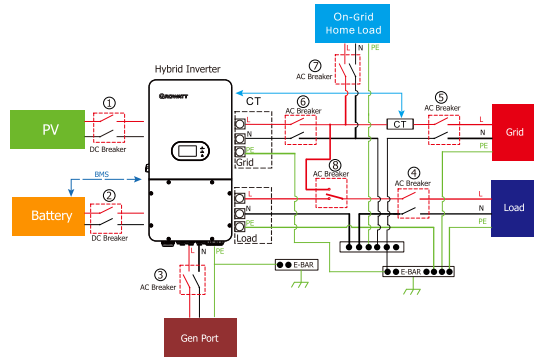 On-Grid
Home Load
L
N
PE
⑦
AC Breaker
Hybrid Inverter
GROWATT
CT
⑥
AC Breaker
⑤
AC Breaker
①
DC Breaker
PV
L
N
PE
Grid
CT
L
N
PE
Grid
BMS
②
DC Breaker
Battery
⑧
AC Breaker
④
AC Breaker
L
N
PE
Load
L
N
PE
Load
L
N
PE
③
AC Breaker
E-BAR
E-BAR
Gen Port